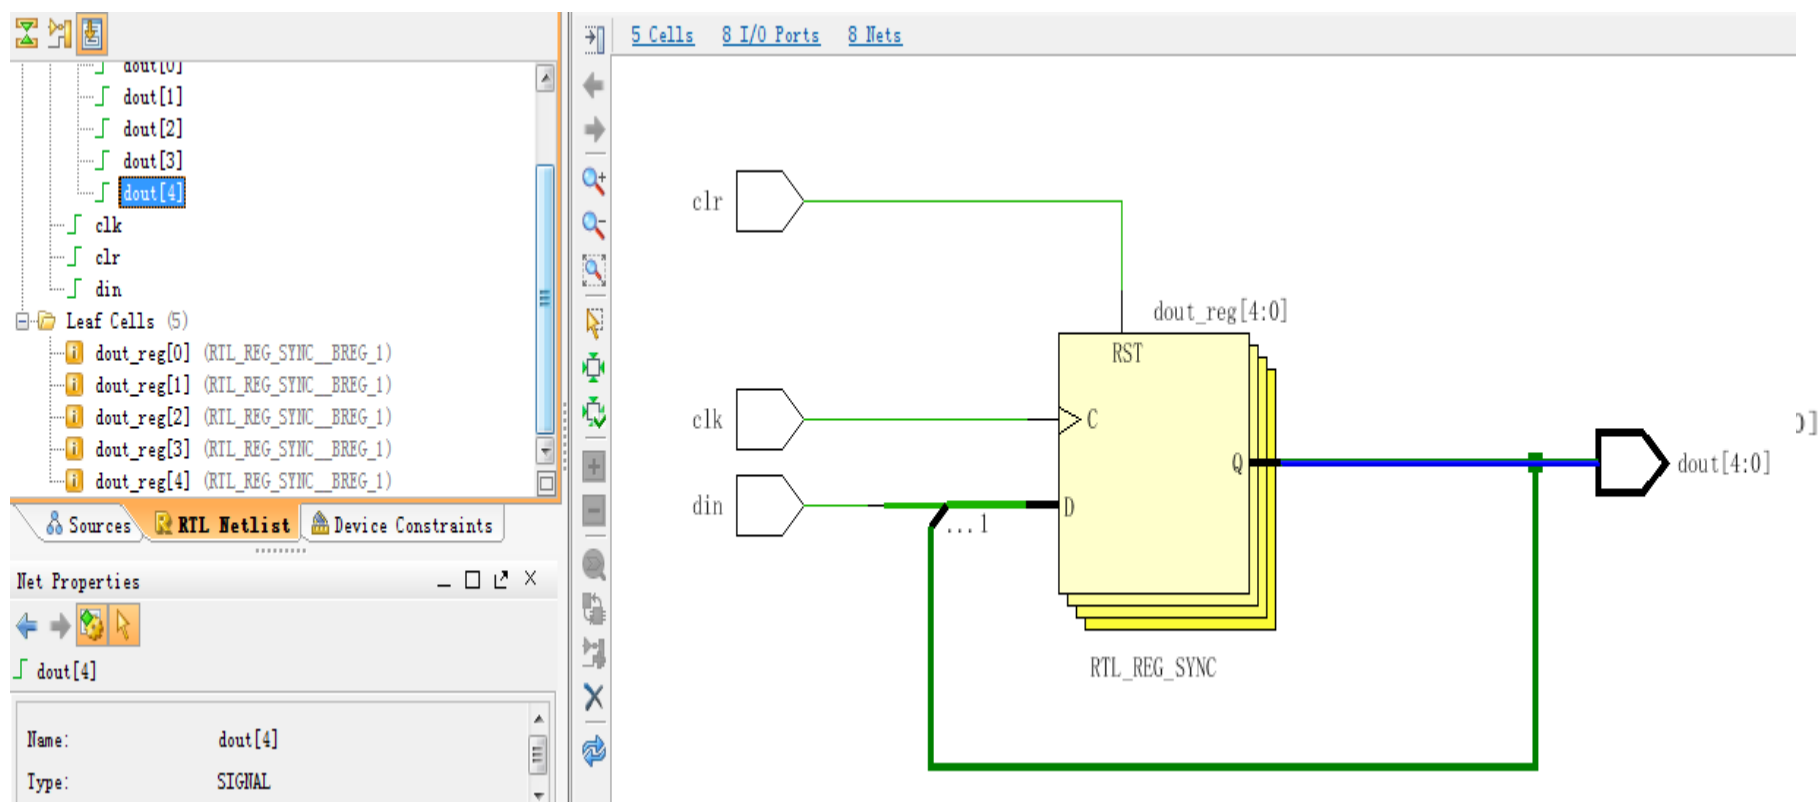 5 Cells 8 I/O Ports 8 Nets
dout[0]
dout[1]
dout[2]
dout[3]
dout[4]
clk
clr
din
Leaf Cells (5)
dout_reg[0] (RTL_REG_SYNC__BREG_1)
dout_reg[1] (RTL_REG_SYNC__BREG_1)
dout_reg[2] (RTL_REG_SYNC__BREG_1)
dout_reg[3] (RTL_REG_SYNC__BREG_1)
dout_reg[4] (RTL_REG_SYNC__BREG_1)
Sources RTL Netlist Device Constraints
Net Properties
dout[4]
Name: dout[4]
Type: SIGNAL
clr
dout_reg[4:0]
RST
clk
C
0]
Q
dout[4:0]
din
D
...1
RTL_REG_SYNC